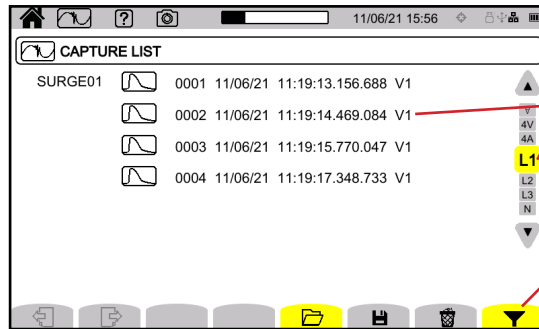 11/06/21 15:56
CAPTURE LIST
SURGE01 0001 11/06/21 11:19:13.156.688 V1
0002 11/06/21 11:19:14.469.084 V1
0003 11/06/21 11:19:15.770.047 V1
0004 11/06/21 11:19:17.348.733 V1
∀
4V
4A
L1
L2
L3
N